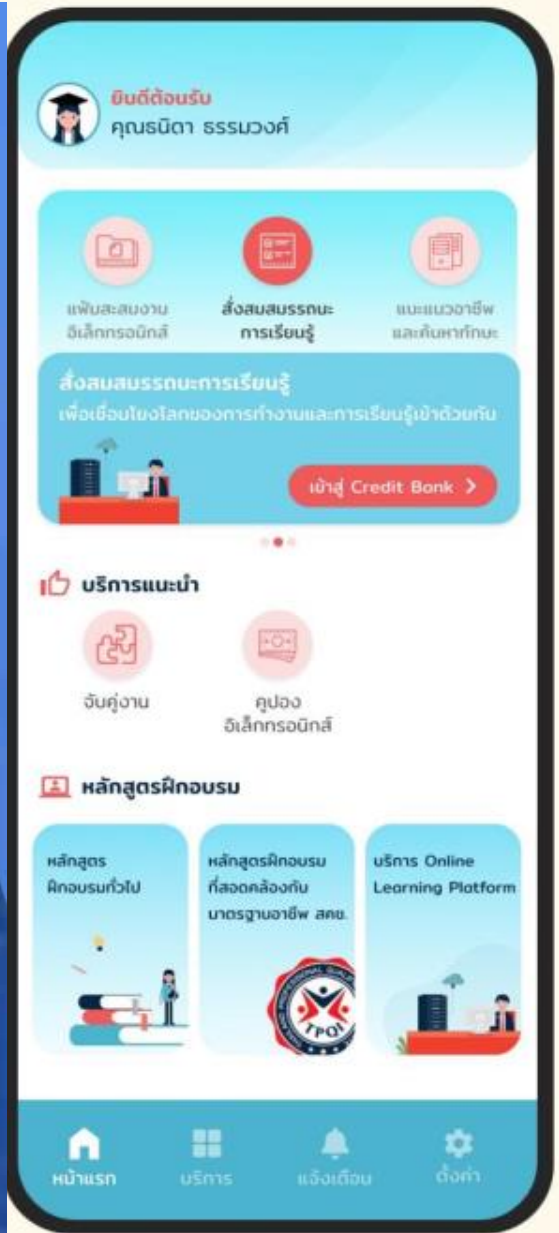 ยินดีต้อนรับ
คุณธนิดา ธรรมวงศ์
แฟ้มสะสมงาน
อิเล็กทรอนิกส์
สั่งสมสมรรถนะ
การเรียนรู้
แนะแนวอาชีพ
และค้นหาทักษะ
สั่งสมสมรรถนะการเรียนรู้
เพื่อเชื่อมโยงโลกของการทำงานและการเรียนรู้เข้าด้วยกัน
เข้าสู่ Credit Bank
บริการแนะนำ
จับคู่งาน
คูปอง
อิเล็กทรอนิกส์
หลักสูตรฝึกอบรม
หลักสูตร
ฝึกอบรมทั่วไป
หลักสูตรฝึกอบรม
ที่สอดคล้องกับ
มาตรฐานอาชีพ สคช.
PROFESSIONAL
TPQI
บริการ Online
Learning Platform
หน้าแรก
บริการ
แจ้งเตือน
ตั้งค่า